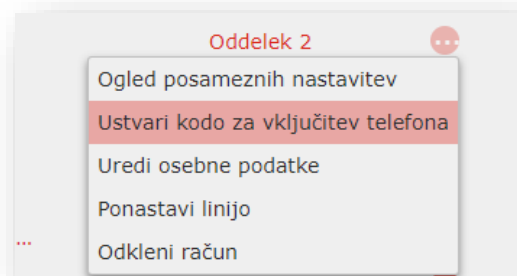 Oddelek 2
Ogled posameznih nastavitev
Ustvari kodo za vključitev telefona
Uredi osebne podatke
Ponastavi linijo
...
Odkleni račun